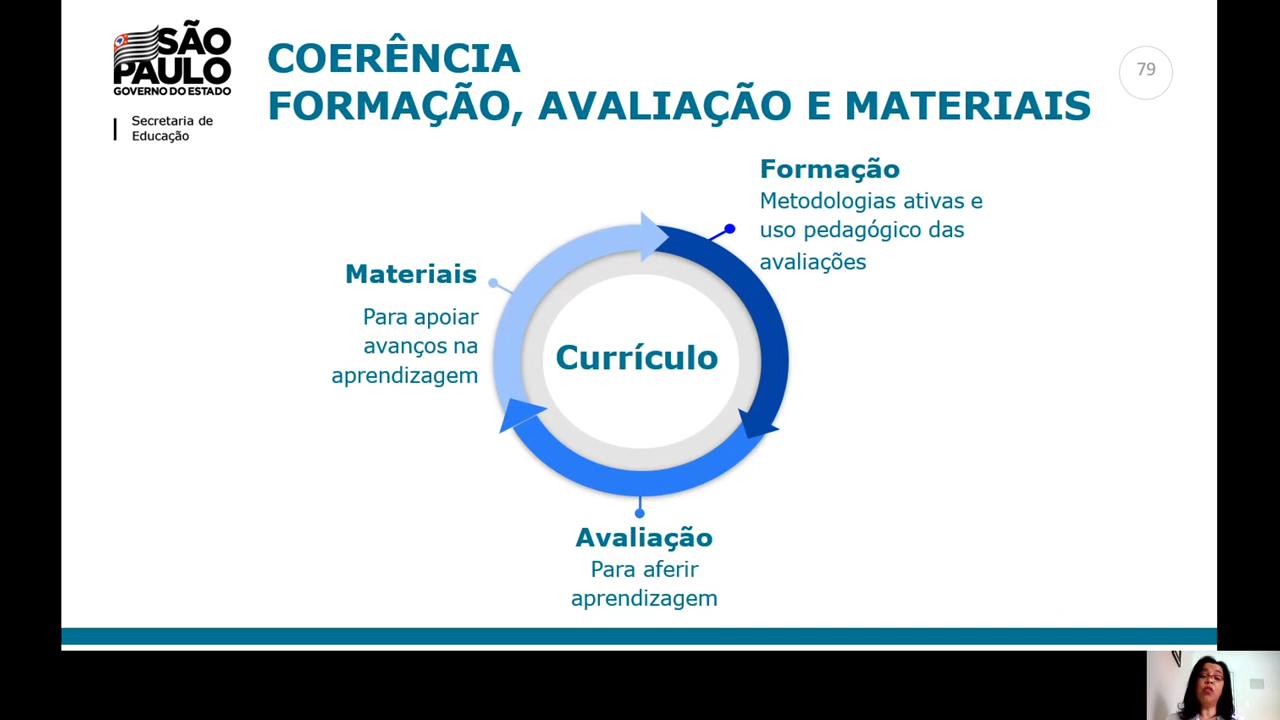 SÃO
PAULO
GOVERNO DO ESTADO
Secretaria de
Educação
COERÊNCIA
FORMAÇÃO, AVALIAÇÃO E MATERIAIS
79
Formação
Metodologias ativas e
uso pedagógico das
avaliações
Materiais
Para apoiar
avanços na
aprendizagem
Currículo
Avaliação
Para aferir
aprendizagem